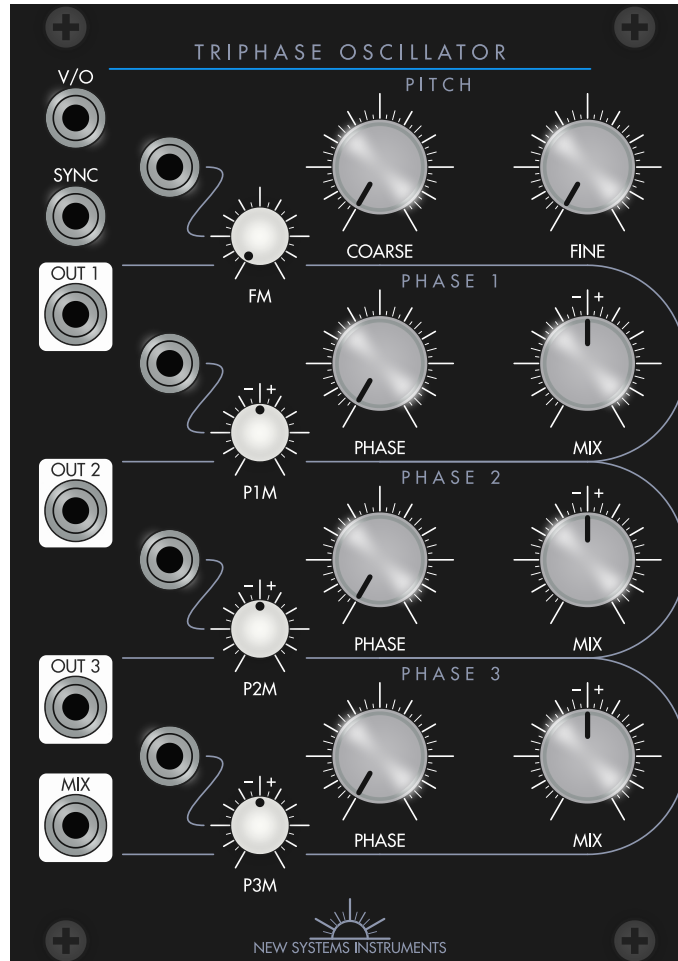 TRIPHASE OSCILLATOR
V/O
PITCH
SYNC
COARSE
FINE
FM
OUT 1
PHASE 1
- +
- +
PHASE
MIX
P1M
OUT 2
PHASE 2
- +
- +
PHASE
MIX
P2M
OUT 3
PHASE 3
- +
MIX
- +
PHASE
MIX
P3M
NEW SYSTEMS INSTRUMENTS